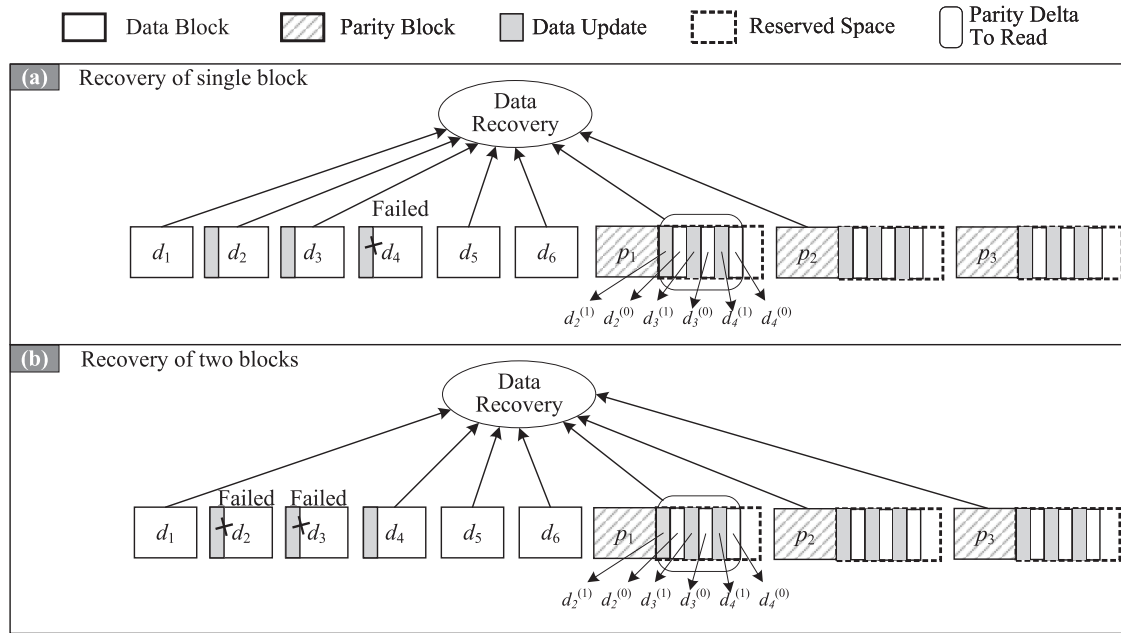 Data Block
Parity Block
Data Update
Reserved Space
Parity Delta
To Read
(a) Recovery of single block
Data
Recovery
Failed
d1 d2 d3 d4 d5 d6 p1 p2 p3
d2(1) d2(0) d3(1) d3(0) d4(1) d4(0)
(b) Recovery of two blocks
Data
Recovery
Failed Failed
d1 d2 d3 d4 d5 d6 p1 p2 p3
d2(1) d2(0) d3(1) d3(0) d4(1) d4(0)